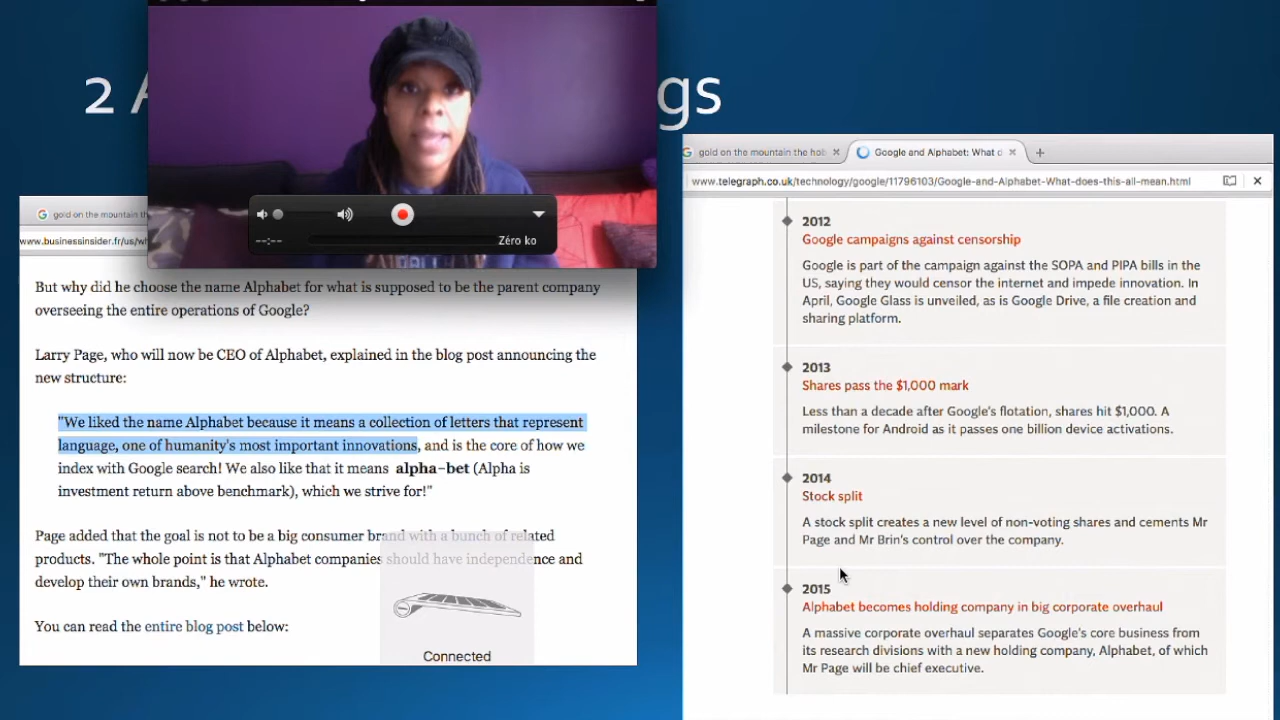 2 A
gs
gold on the mountain th
www.businessinsider.fr/us/wh
Zéro ko
--:--
But why did he choose the name Alphabet for what is supposed to be the parent company
overseeing the entire operations of Google?
Larry Page, who will now be CEO of Alphabet, explained in the blog post announcing the
new structure:
"We liked the name Alphabet because it means a collection of letters that represent
language, one of humanity's most important innovations, and is the core of how we
index with Google search! We also like that it means alpha-bet (Alpha is
investment return above benchmark), which we strive for!"
Page added that the goal is not to be a big consumer brand with a bunch of related
products. "The whole point is that Alphabet companies should have independence and
develop their own brands," he wrote.
You can read the entire blog post below:
Connected
gold on the mountain the hol
Google and Alphabet: What d
www.telegraph.co.uk/technology/google/11796103/Google-and-Alphabet-What-does-this-all-mean.html
2012
Google campaigns against censorship
Google is part of the campaign against the SOPA and PIPA bills in the
US, saying they would censor the internet and impede innovation. In
April, Google Glass is unveiled, as is Google Drive, a file creation and
sharing platform.
2013
Shares pass the $1,000 mark
Less than a decade after Google's flotation, shares hit $1,000. A
milestone for Android as it passes one billion device activations.
2014
Stock split
A stock split creates a new level of non-voting shares and cements Mr
Page and Mr Brin's control over the company.
2015
Alphabet becomes holding company in big corporate overhaul
A massive corporate overhaul separates Google's core business from
its research divisions with a new holding company, Alphabet, of which
Mr Page will be chief executive.